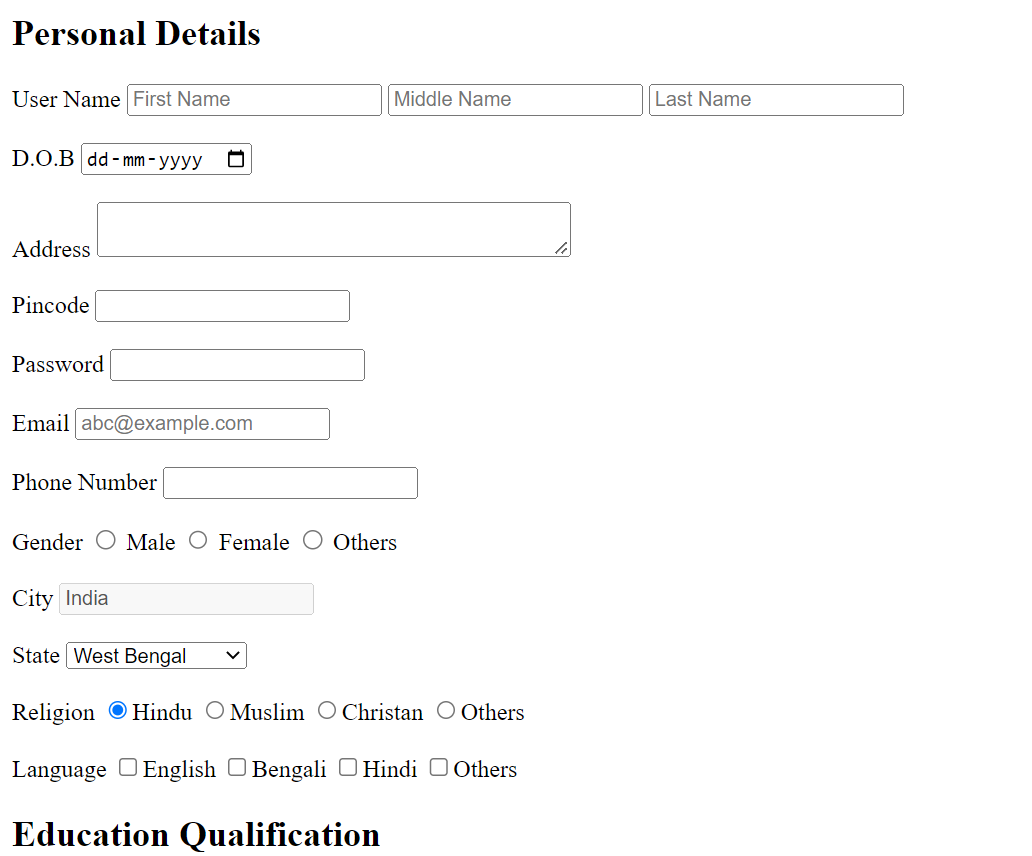 Personal Details
User Name First Name Middle Name Last Name
D.O.B dd-mm-yyyy
Address
Pincode
Password
Email abc@example.com
Phone Number
Gender Male Female Others
City India
State West Bengal
Religion Hindu Muslim Christan Others
Language English Bengali Hindi Others
Education Qualification